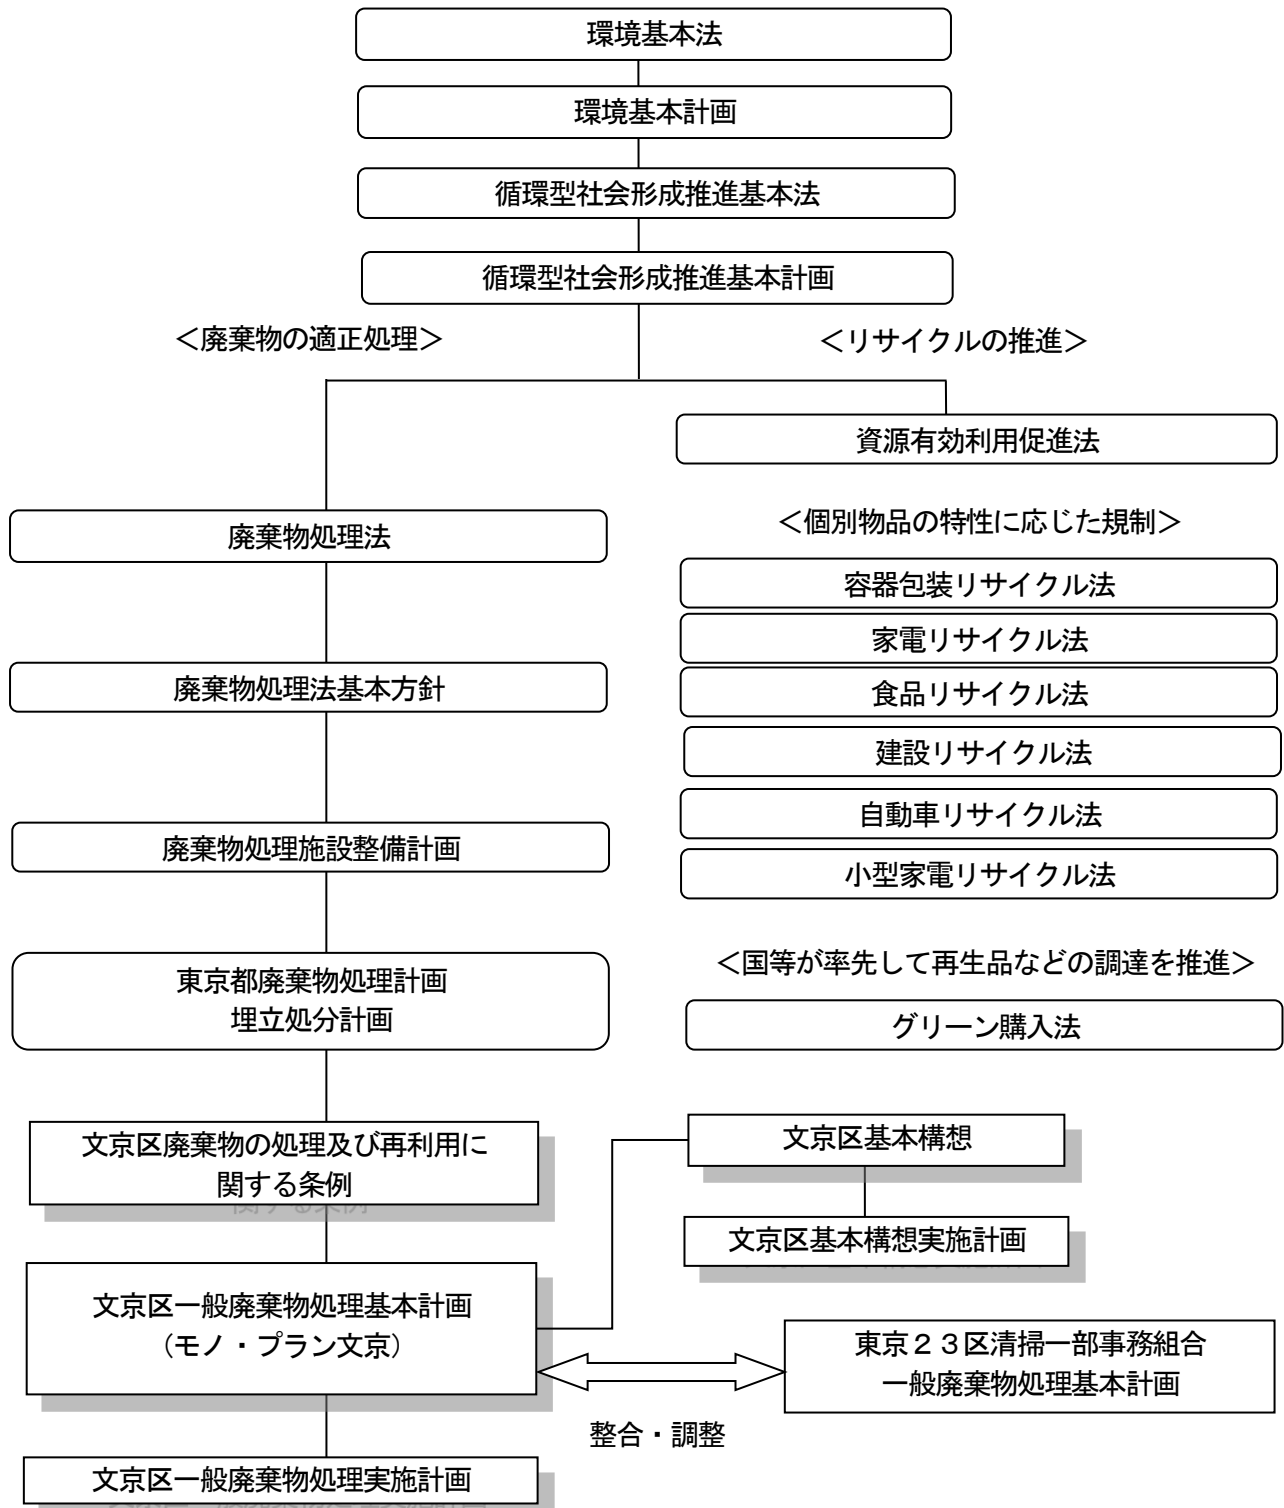 環境基本法
環境基本計画
循環型社会形成推進基本法
循環型社会形成推進基本計画
＜廃棄物の適正処理＞
＜リサイクルの推進＞
資源有効利用促進法
廃棄物処理法
＜個別物品の特性に応じた規制＞
容器包装リサイクル法
家電リサイクル法
廃棄物処理法基本方針
食品リサイクル法
建設リサイクル法
自動車リサイクル法
廃棄物処理施設整備計画
小型家電リサイクル法
東京都廃棄物処理計画
埋立処分計画
＜国等が率先して再生品などの調達を推進＞
グリーン購入法
文京区廃棄物の処理及び再利用に
関する条例
文京区基本構想
文京区基本構想実施計画
文京区一般廃棄物処理基本計画
（モノ・プラン文京）
東京２３区清掃一部事務組合
一般廃棄物処理基本計画
整合・調整
文京区一般廃棄物処理実施計画